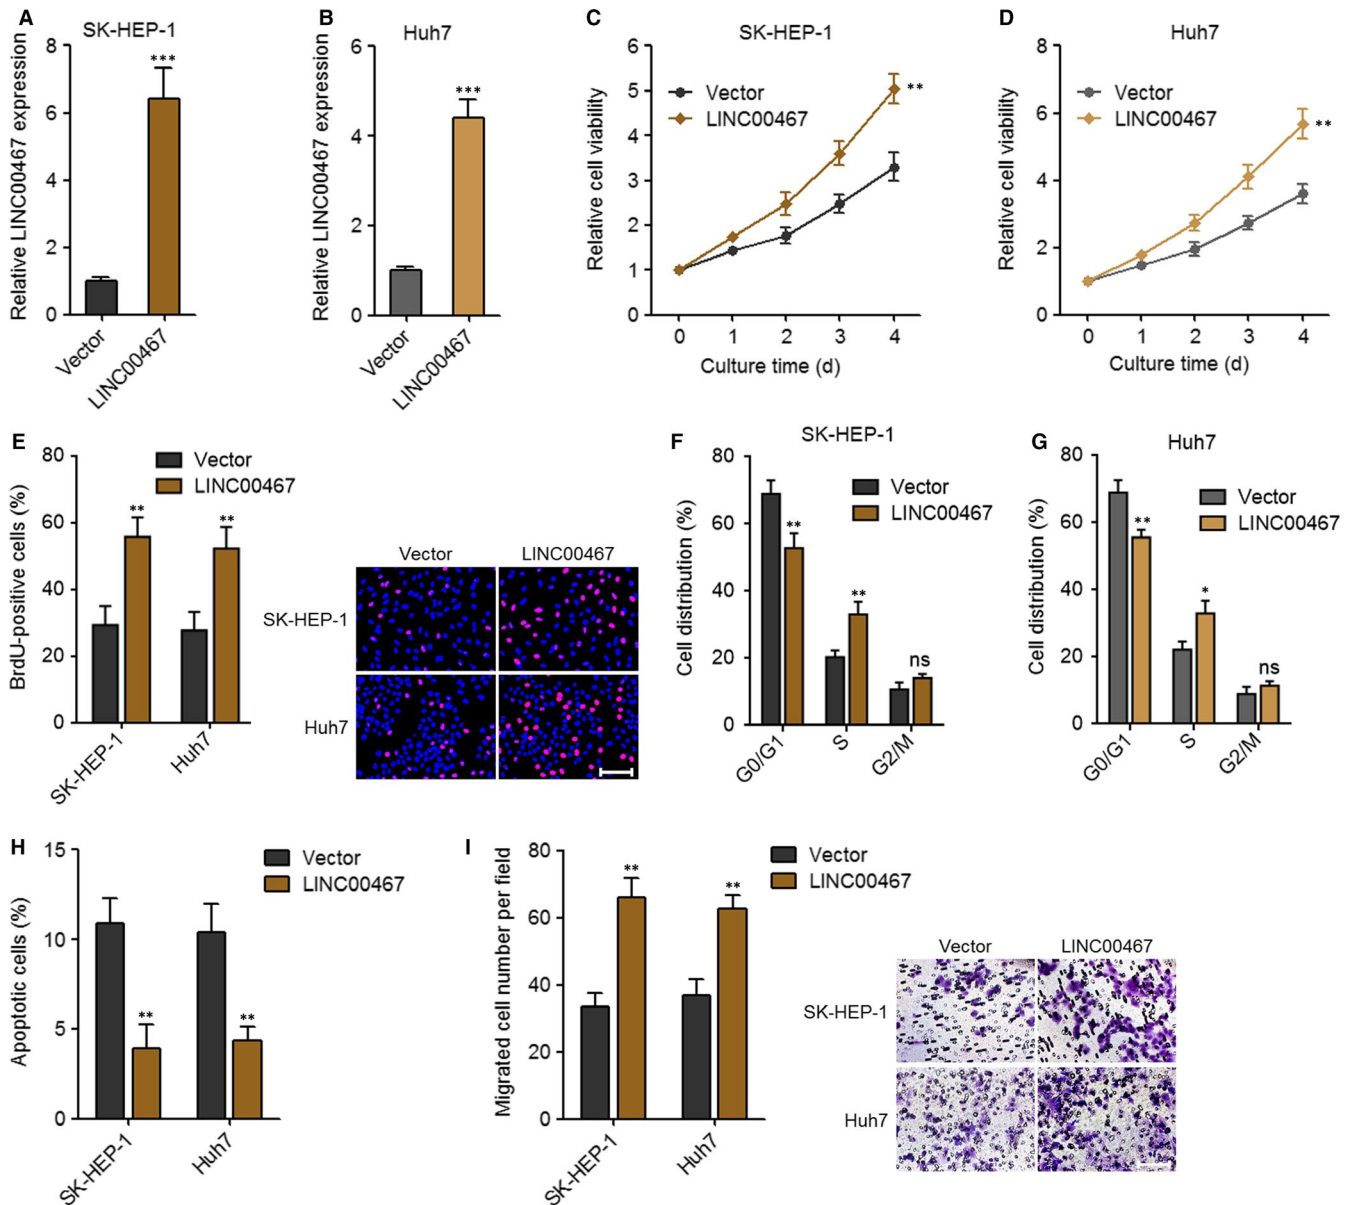 A
SK-HEP-1
Relative LINC00467 expression
8
6
4
2
0
***
Vector
LINC00467
B
Huh7
Relative LINC00467 expression
6
4
2
0
***
Vector
LINC00467
C
SK-HEP-1
Relative cell viability
6
5
4
3
2
1
0
Vector
LINC00467
**
0 1 2 3 4
Culture time (d)
D
Huh7
Relative cell viability
8
6
4
2
0
Vector
LINC00467
**
0 1 2 3 4
Culture time (d)
E
BrdU-positive cells (%)
80
60
40
20
0
Vector
LINC00467
** **
SK-HEP-1
Huh7
Vector LINC00467
SK-HEP-1
Huh7
F
SK-HEP-1
Cell distribution (%)
80
60
40
20
0
Vector
LINC00467
** ** ns
G0/G1 S G2/M
G
Huh7
Cell distribution (%)
80
60
40
20
0
Vector
LINC00467
** * ns
G0/G1 S G2/M
H
Apoptotic cells (%)
15
10
5
0
Vector
LINC00467
** **
SK-HEP-1
Huh7
I
Migrated cell number per field
80
60
40
20
0
Vector
LINC00467
** **
SK-HEP-1
Huh7
Vector LINC00467
SK-HEP-1
Huh7